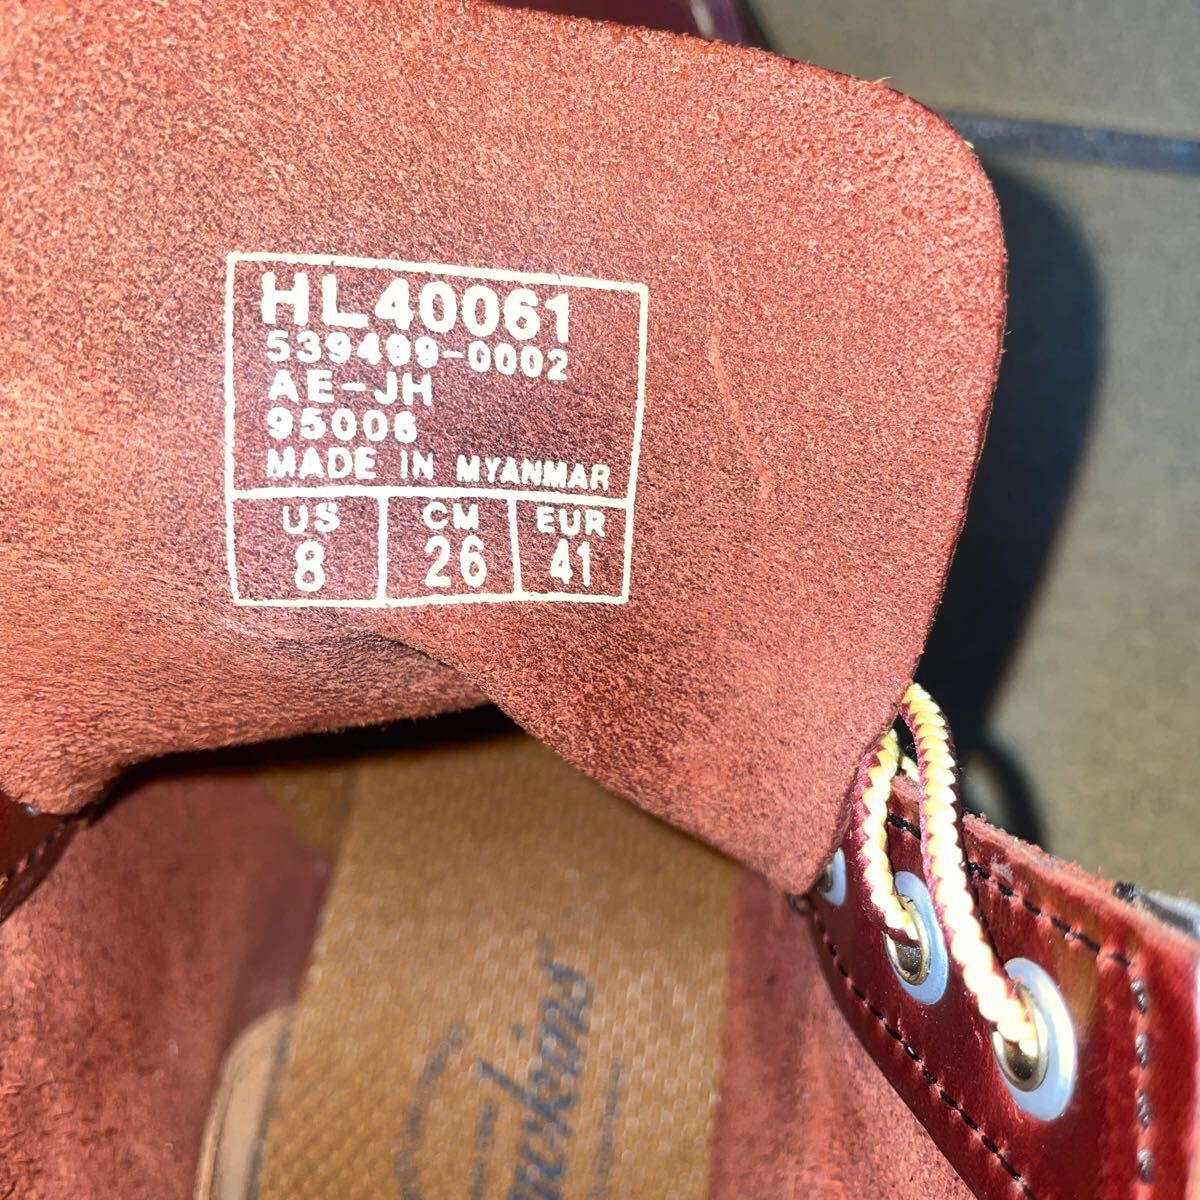 HL40061
539499-0002
AE-JH
95006
MADE IN MYANMAR
US CM EUR
8 26 41